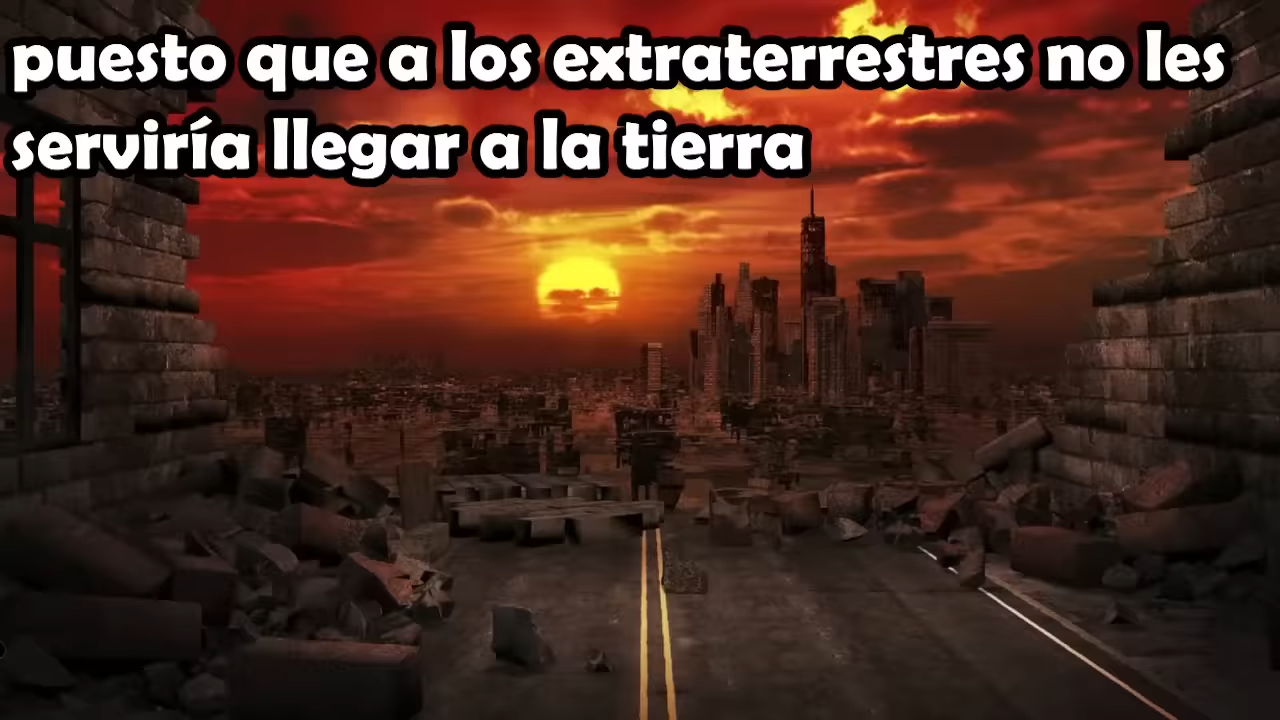 puesto que a los extraterrestres no les
serviría llegar a la tierra